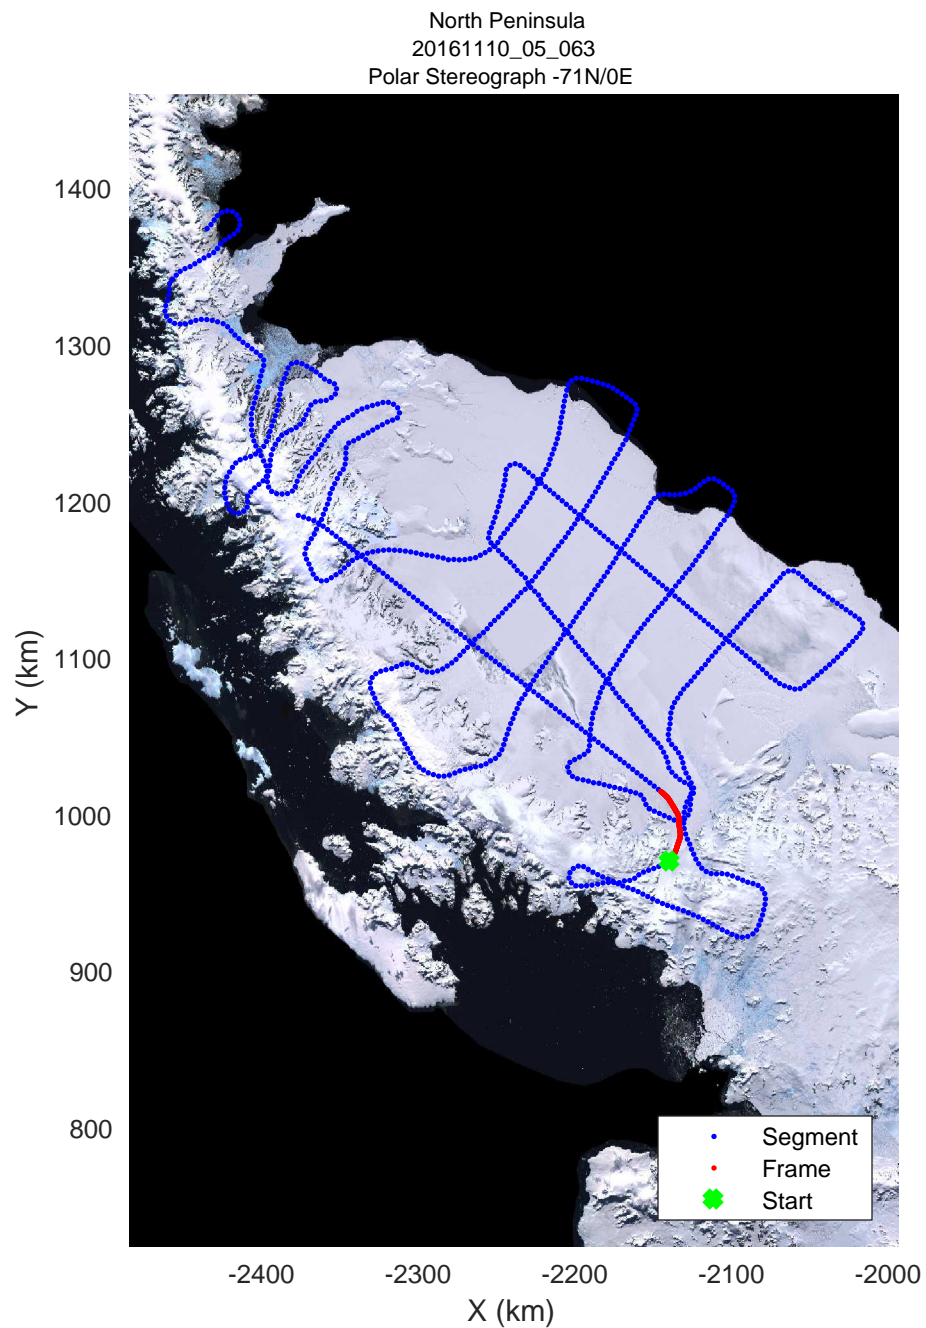 North Peninsula
20161110_05_063
Polar Stereograph -71N/0E
1400
1300
1200
1100
1000
900
800
Y (km)
Segment
Frame
Start
-2400
-2300
-2200
-2100
-2000
X (km)